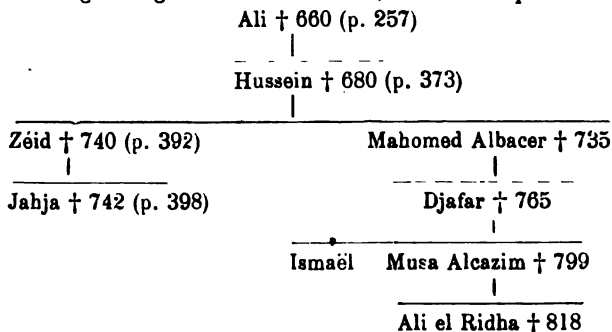 Ali † 660 (p. 257)
Hussein † 680 (p. 373)
Zéid † 740 (p. 392) Mahomed Albacer † 735
Jahja † 742 (p. 398) Djafar † 765
Ismaël Musa Alcazim † 799
Ali el Ridha † 818